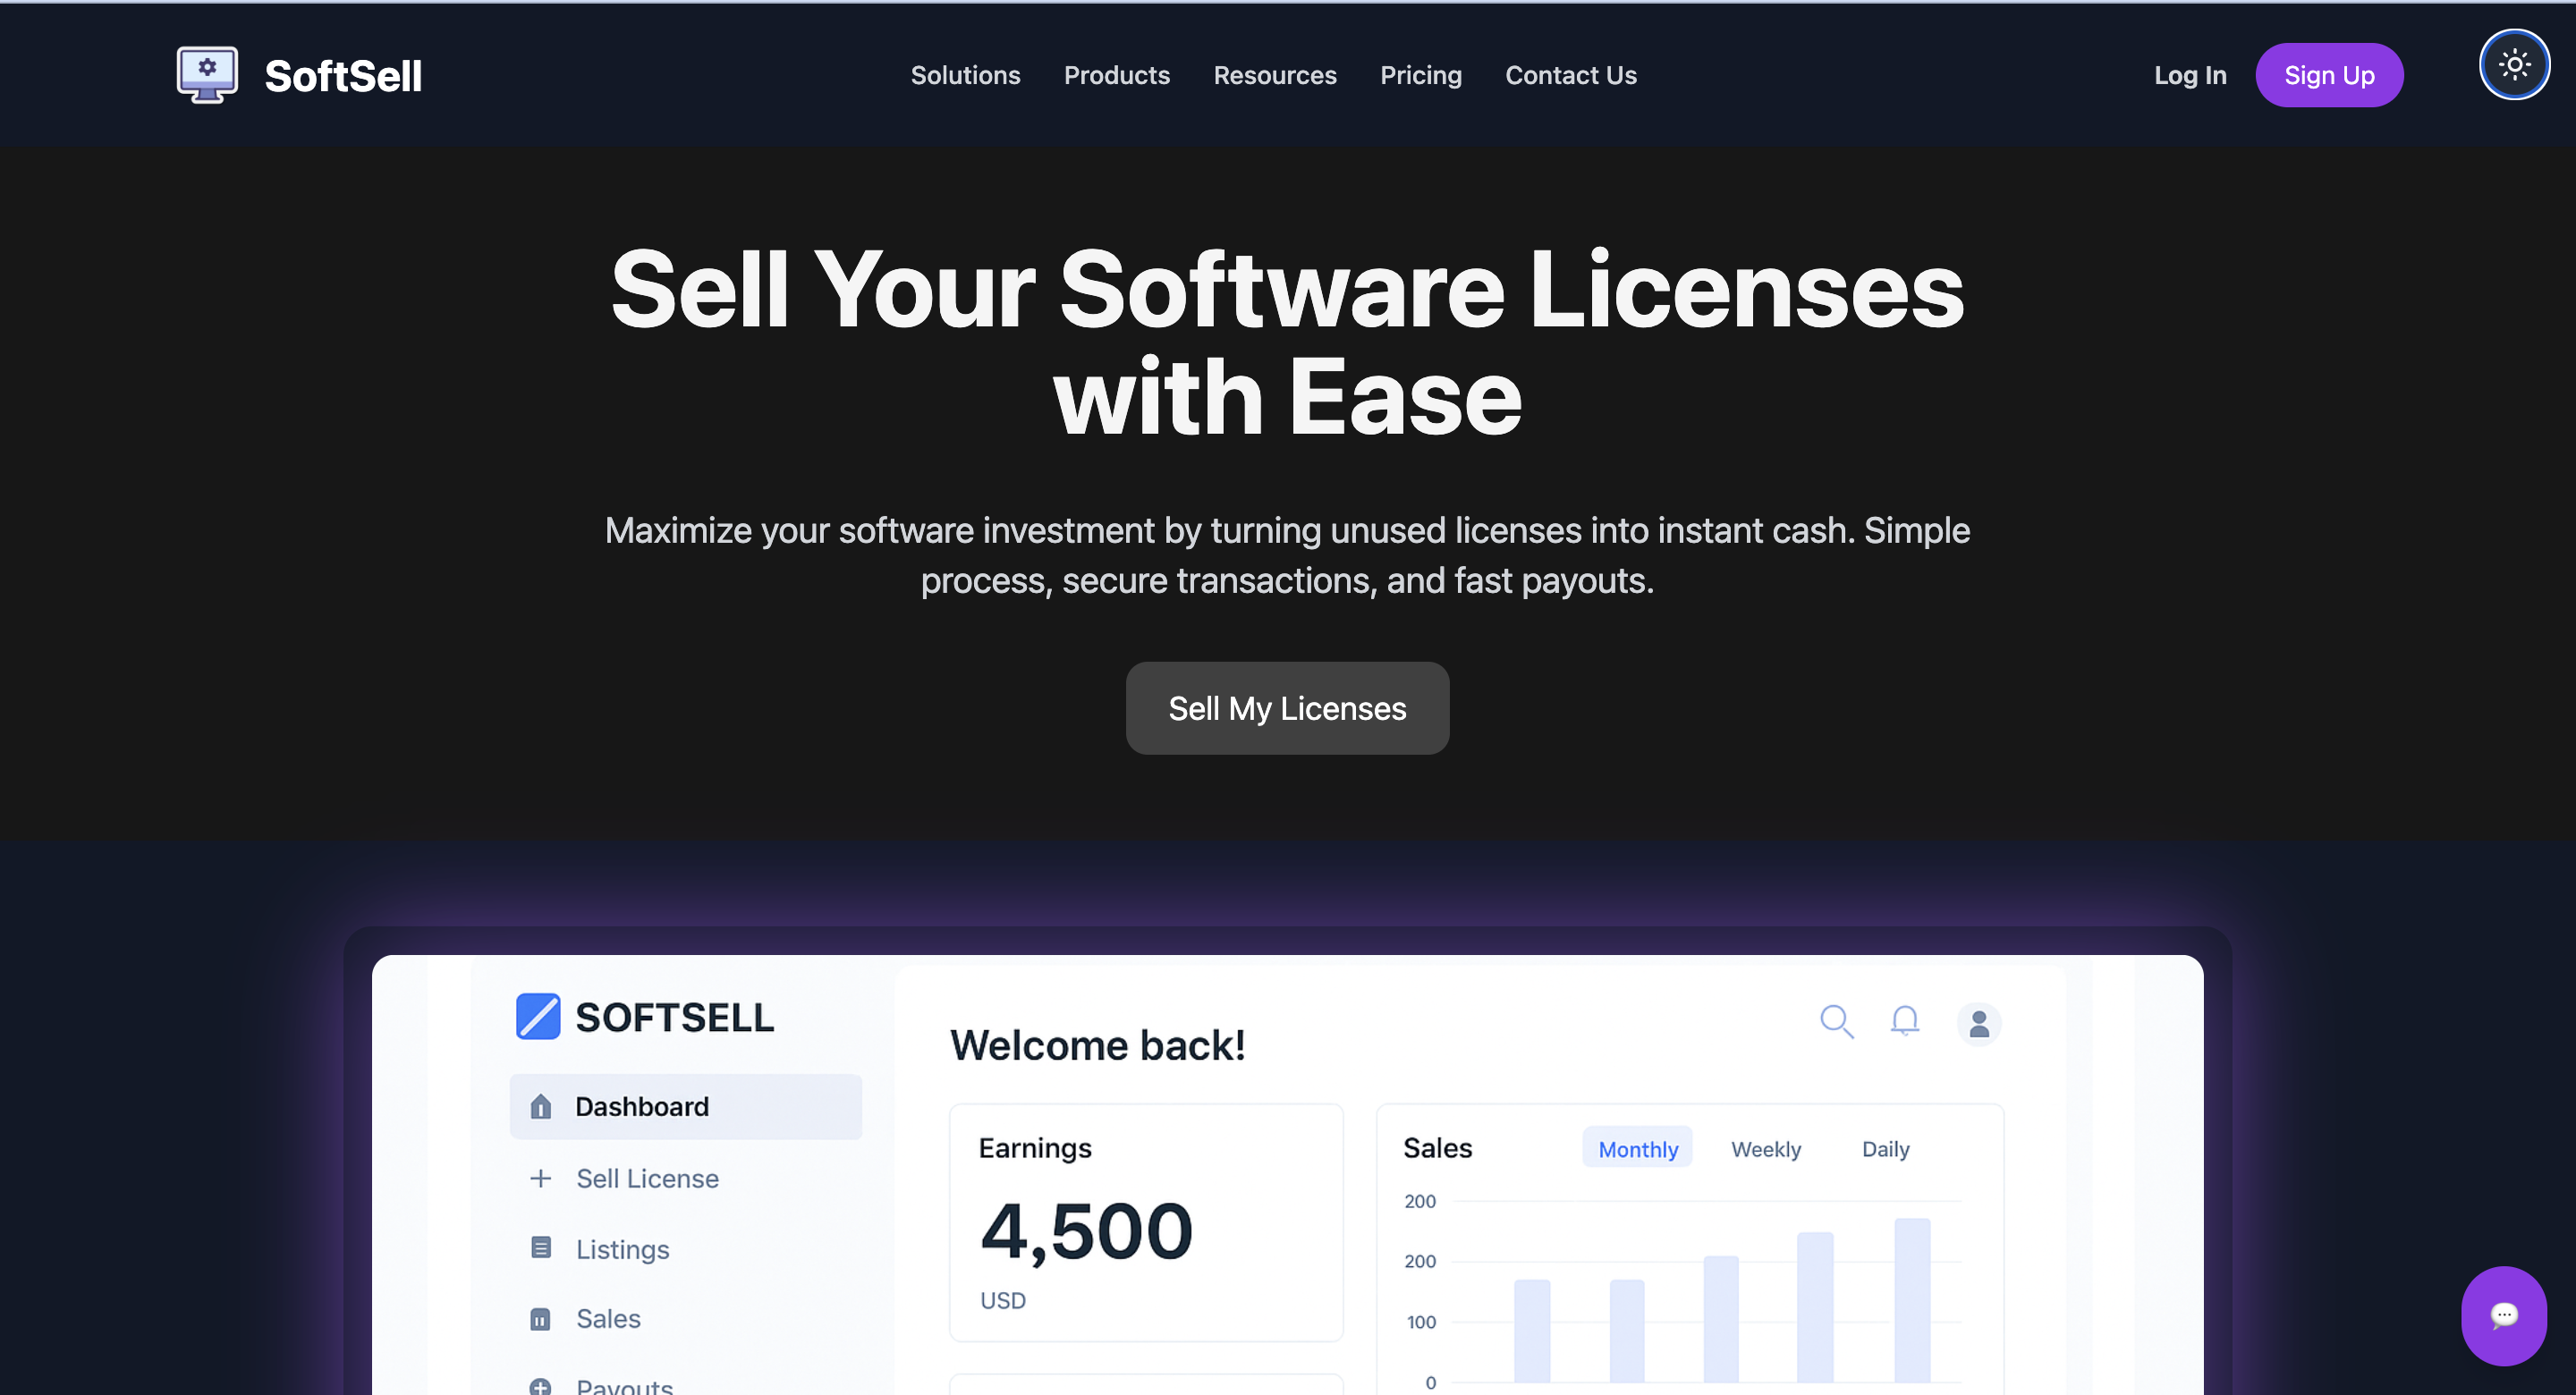 SoftSell
Solutions
Products
Resources
Pricing
Contact Us
Log In
Sign Up
Sell Your Software Licenses
with Ease
Maximize your software investment by turning unused licenses into instant cash. Simple
process, secure transactions, and fast payouts.
Sell My Licenses
SOFTSELL
Dashboard
Sell License
Listings
Sales
Payouts
Welcome back!
Earnings
4,500
USD
Sales
Monthly
Weekly
Daily
200
200
100
0